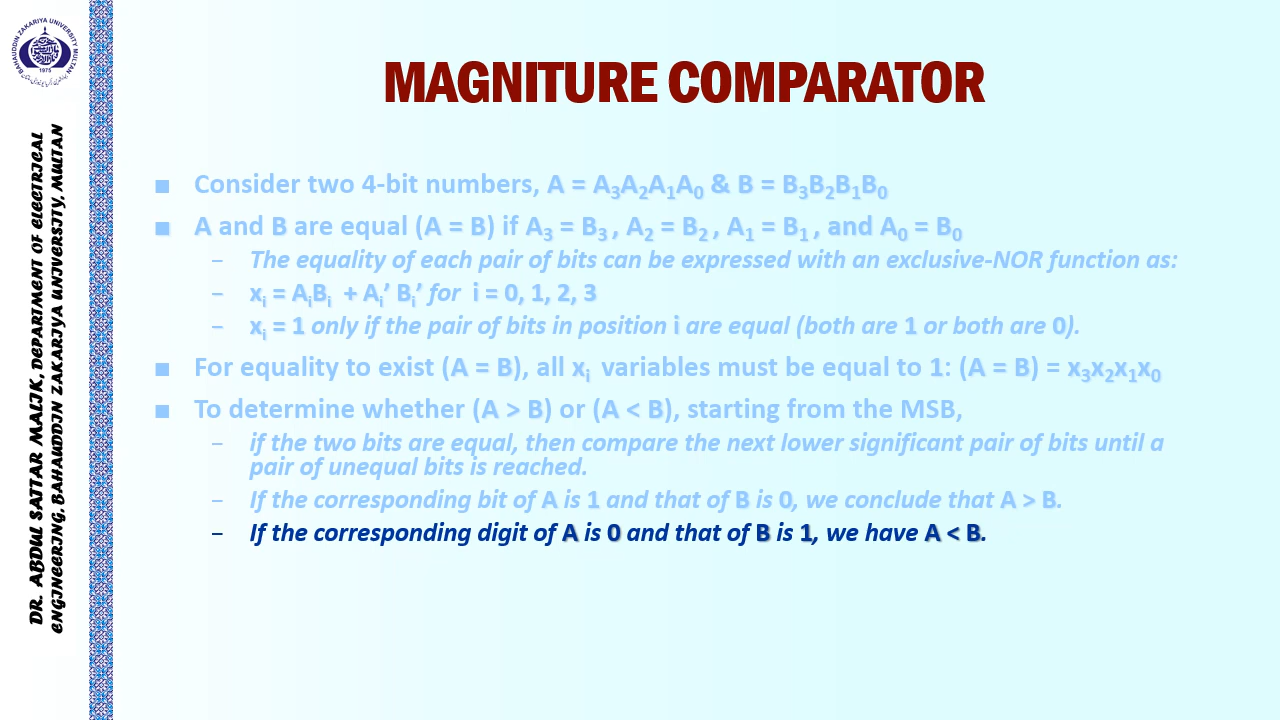 BAHAUDDIN ZAKARIYA UNIVERSITY MULTAN
1975
DR. ABDUL SATTAR MALIK, DEPARTMENT OF ELECTRICAL
ENGINEERING, BAHAUDDIN ZAKARIYA UNIVERSITY, MULTAN
MAGNITURE COMPARATOR
■ Consider two 4-bit numbers, A = A₃A₂A₁A₀ & B = B₃B₂B₁B₀
■ A and B are equal (A = B) if A₃ = B₃ , A₂ = B₂ , A₁ = B₁ , and A₀ = B₀
– The equality of each pair of bits can be expressed with an exclusive-NOR function as:
– xᵢ = AᵢBᵢ + Aᵢ’ Bᵢ’ for i = 0, 1, 2, 3
– xᵢ = 1 only if the pair of bits in position i are equal (both are 1 or both are 0).
■ For equality to exist (A = B), all xᵢ variables must be equal to 1: (A = B) = x₃x₂x₁x₀
■ To determine whether (A > B) or (A < B), starting from the MSB,
– if the two bits are equal, then compare the next lower significant pair of bits until a
pair of unequal bits is reached.
– If the corresponding bit of A is 1 and that of B is 0, we conclude that A > B.
– If the corresponding digit of A is 0 and that of B is 1, we have A < B.